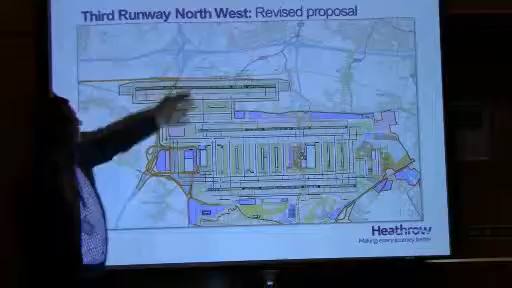 Third Runway North West: Revised proposal
Heathrow
Making every journey better